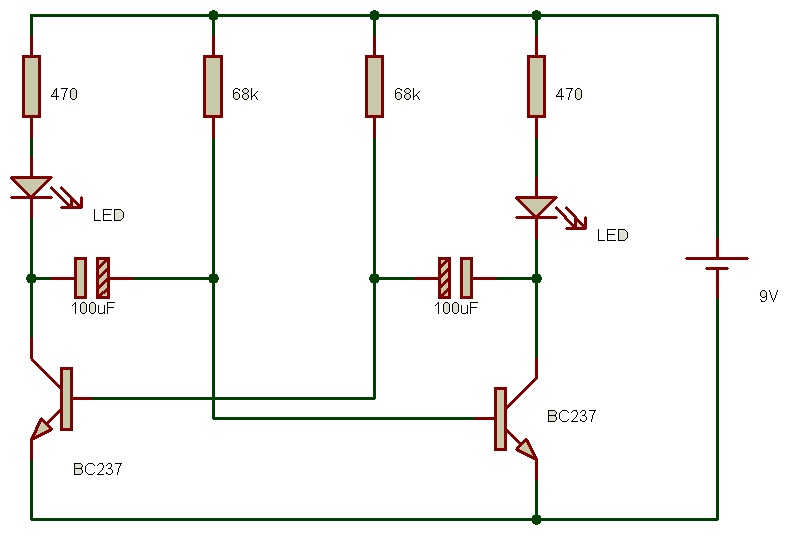 470
68k
68k
470
LED
LED
100uF
100uF
9V
BC237
BC237